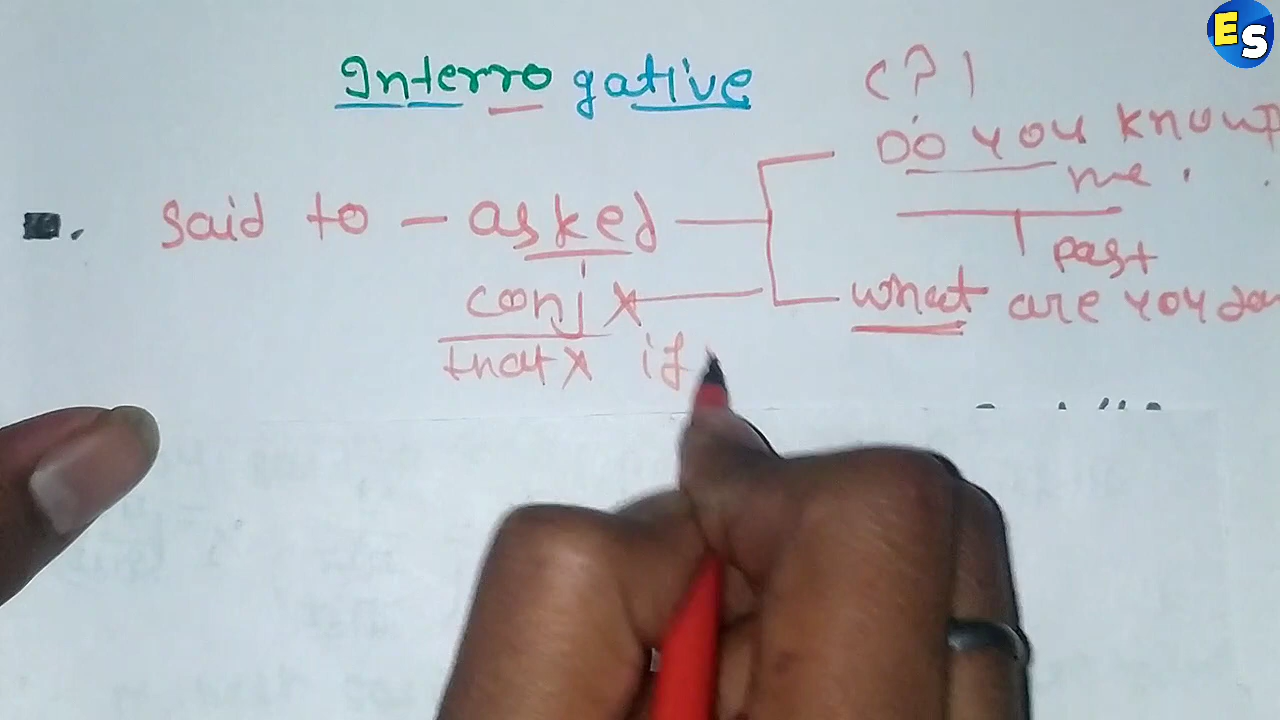 ES
Interrogative
(?)
Do you know
me.
said to - asked
past
conj x
what are you
that x if